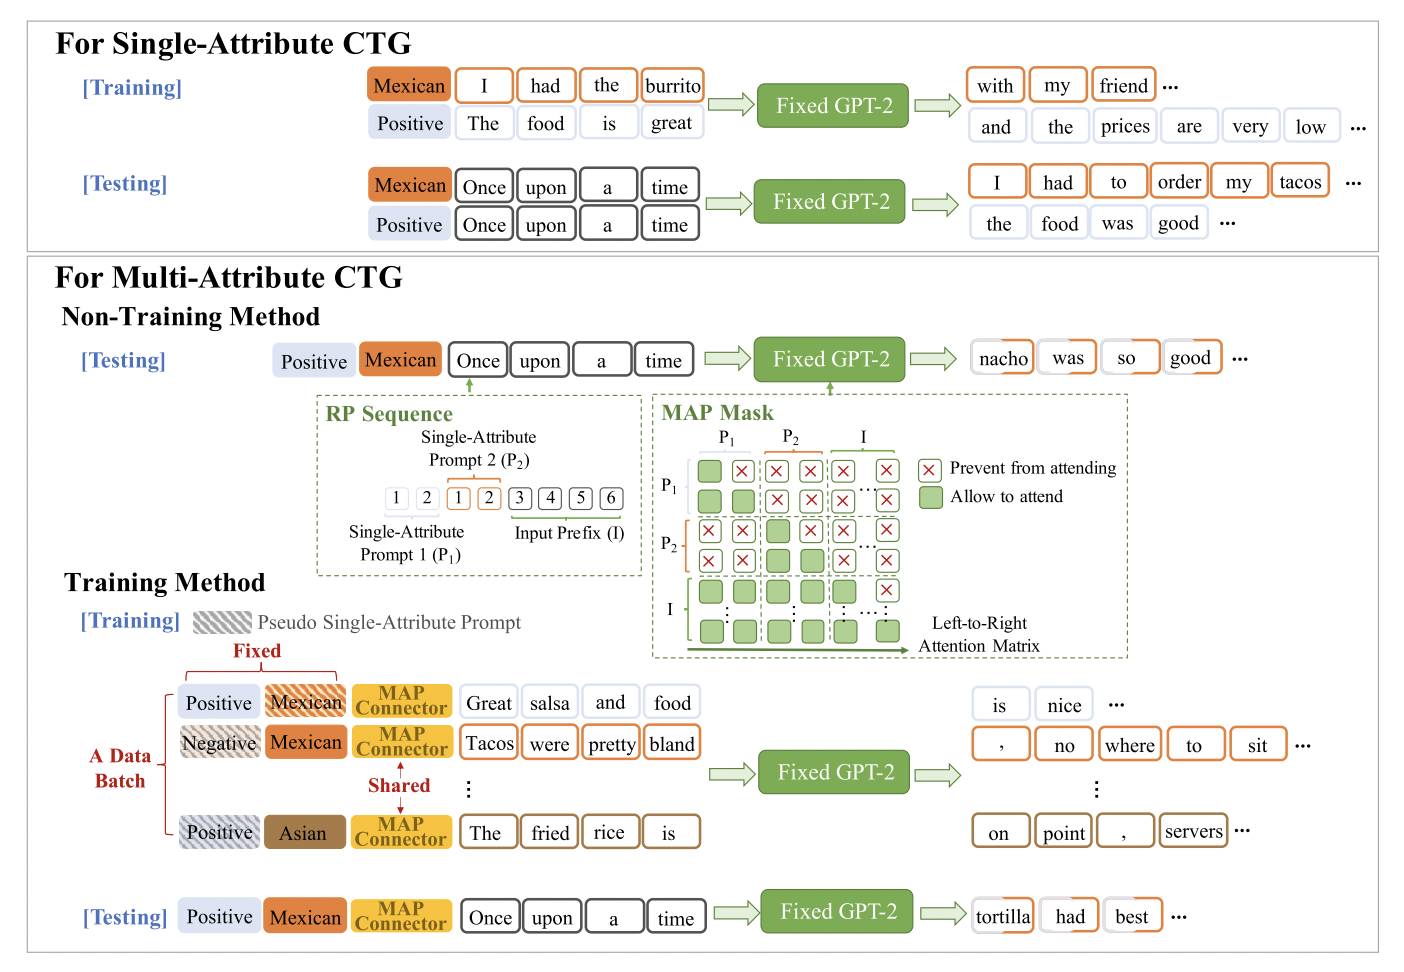 For Single-Attribute CTG
[Training]
Mexican I had the burrito Fixed GPT-2 with my friend ...
Positive The food is great and the prices are very low ...
[Testing]
Mexican Once upon a time Fixed GPT-2 I had to order my tacos ...
Positive Once upon a time the food was good ...
For Multi-Attribute CTG
Non-Training Method
[Testing]
Positive Mexican Once upon a time Fixed GPT-2 nacho was so good ...
RP Sequence
Single-Attribute
Prompt 2 (P2)
1 2 1 2 3 4 5 6
Single-Attribute
Prompt 1 (P1)
Input Prefix (I)
MAP Mask
P1 P2 I
P1
P2
I
Prevent from attending
Allow to attend
Left-to-Right
Attention Matrix
Training Method
[Training] Pseudo Single-Attribute Prompt
Fixed
A Data
Batch
Positive Mexican MAP Connector Great salsa and food is nice ...
Negative Mexican MAP Connector Tacos were pretty bland Fixed GPT-2 , no where to sit ...
Shared
Positive Asian MAP Connector The fried rice is on point , servers ...
[Testing]
Positive Mexican MAP Connector Once upon a time Fixed GPT-2 tortilla had best ...